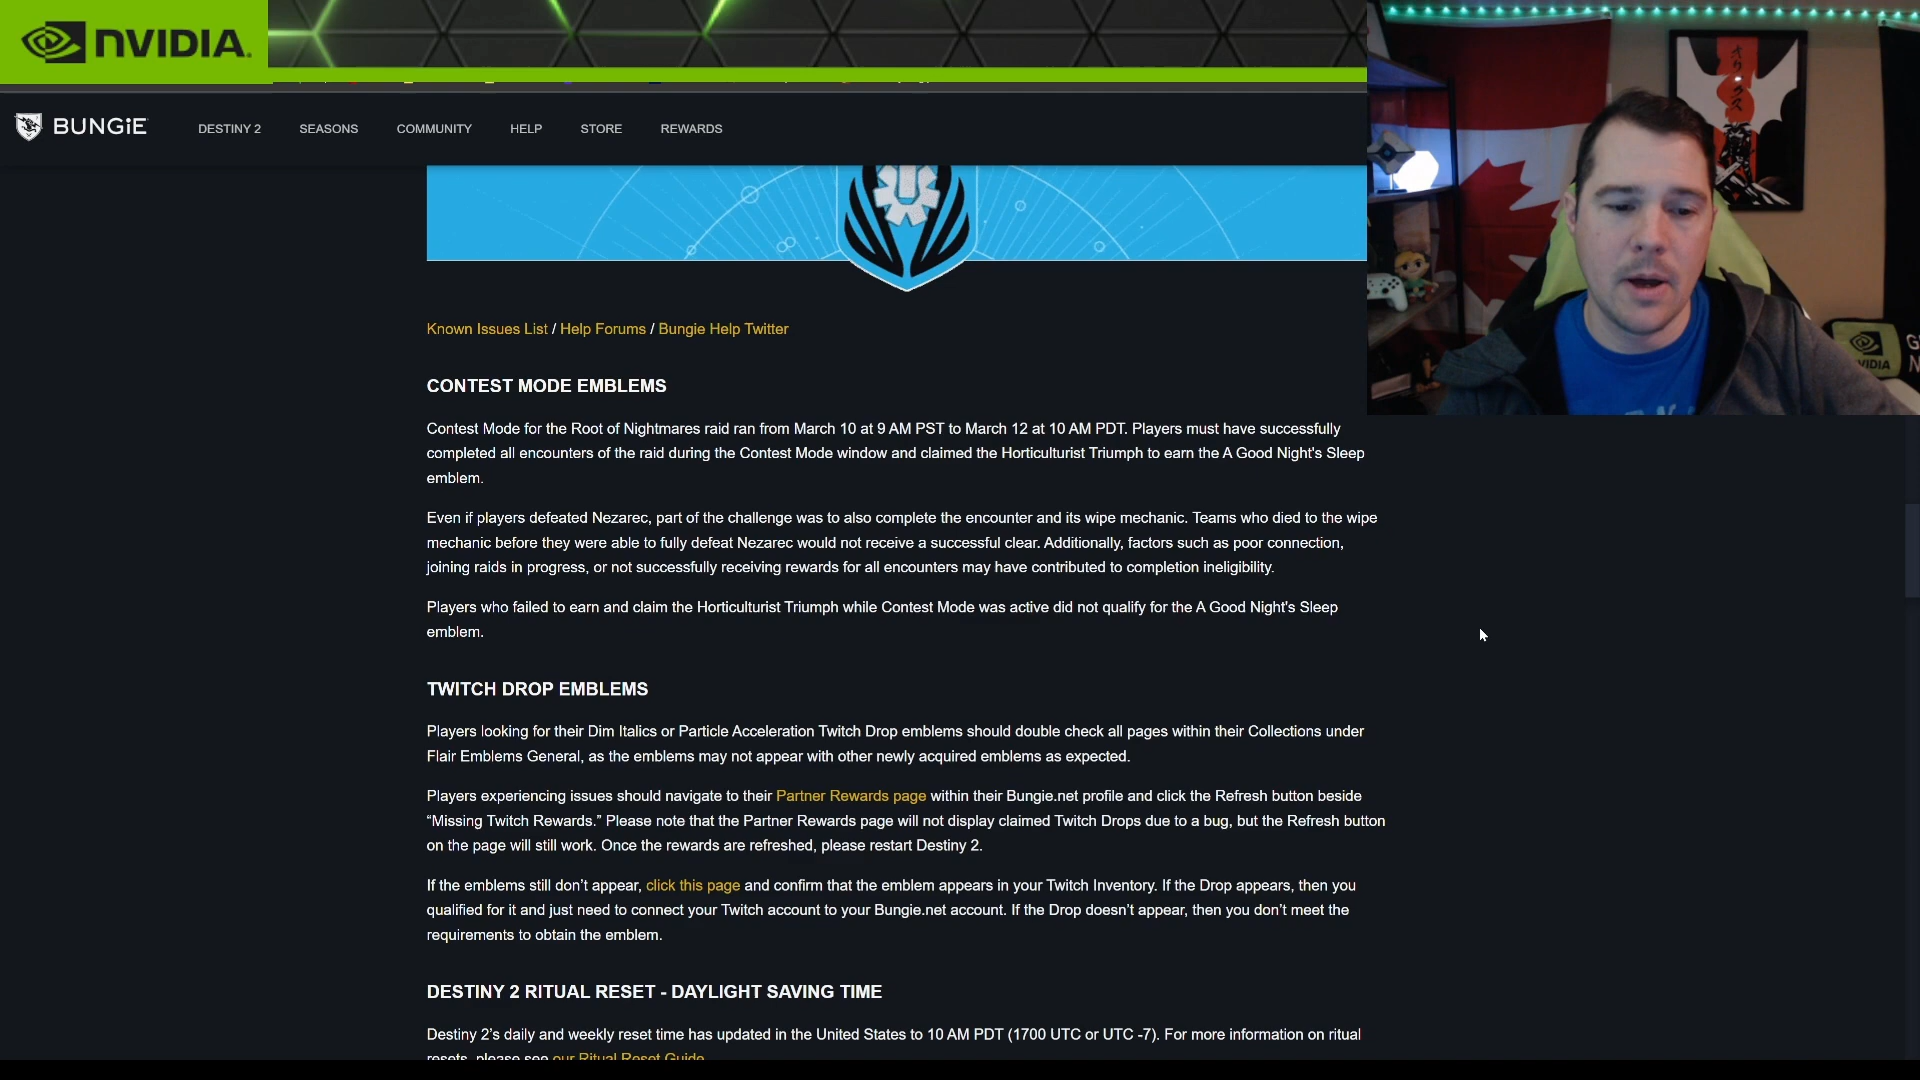 NVIDIA.
BUNGiE
DESTINY 2
SEASONS
COMMUNITY
HELP
STORE
REWARDS
Known Issues List / Help Forums / Bungie Help Twitter
CONTEST MODE EMBLEMS
Contest Mode for the Root of Nightmares raid ran from March 10 at 9 AM PST to March 12 at 10 AM PDT. Players must have successfully
completed all encounters of the raid during the Contest Mode window and claimed the Horticulturist Triumph to earn the A Good Night's Sleep
emblem.
Even if players defeated Nezarec, part of the challenge was to also complete the encounter and its wipe mechanic. Teams who died to the wipe
mechanic before they were able to fully defeat Nezarec would not receive a successful clear. Additionally, factors such as poor connection,
joining raids in progress, or not successfully receiving rewards for all encounters may have contributed to completion ineligibility.
Players who failed to earn and claim the Horticulturist Triumph while Contest Mode was active did not qualify for the A Good Night's Sleep
emblem.
TWITCH DROP EMBLEMS
Players looking for their Dim Italics or Particle Acceleration Twitch Drop emblems should double check all pages within their Collections under
Flair Emblems General, as the emblems may not appear with other newly acquired emblems as expected.
Players experiencing issues should navigate to their Partner Rewards page within their Bungie.net profile and click the Refresh button beside
“Missing Twitch Rewards.” Please note that the Partner Rewards page will not display claimed Twitch Drops due to a bug, but the Refresh button
on the page will still work. Once the rewards are refreshed, please restart Destiny 2.
If the emblems still don’t appear, click this page and confirm that the emblem appears in your Twitch Inventory. If the Drop appears, then you
qualified for it and just need to connect your Twitch account to your Bungie.net account. If the Drop doesn’t appear, then you don’t meet the
requirements to obtain the emblem.
DESTINY 2 RITUAL RESET - DAYLIGHT SAVING TIME
Destiny 2’s daily and weekly reset time has updated in the United States to 10 AM PDT (1700 UTC or UTC -7). For more information on ritual
resets, please see our Ritual Reset Guide
オリックス
VIDIA